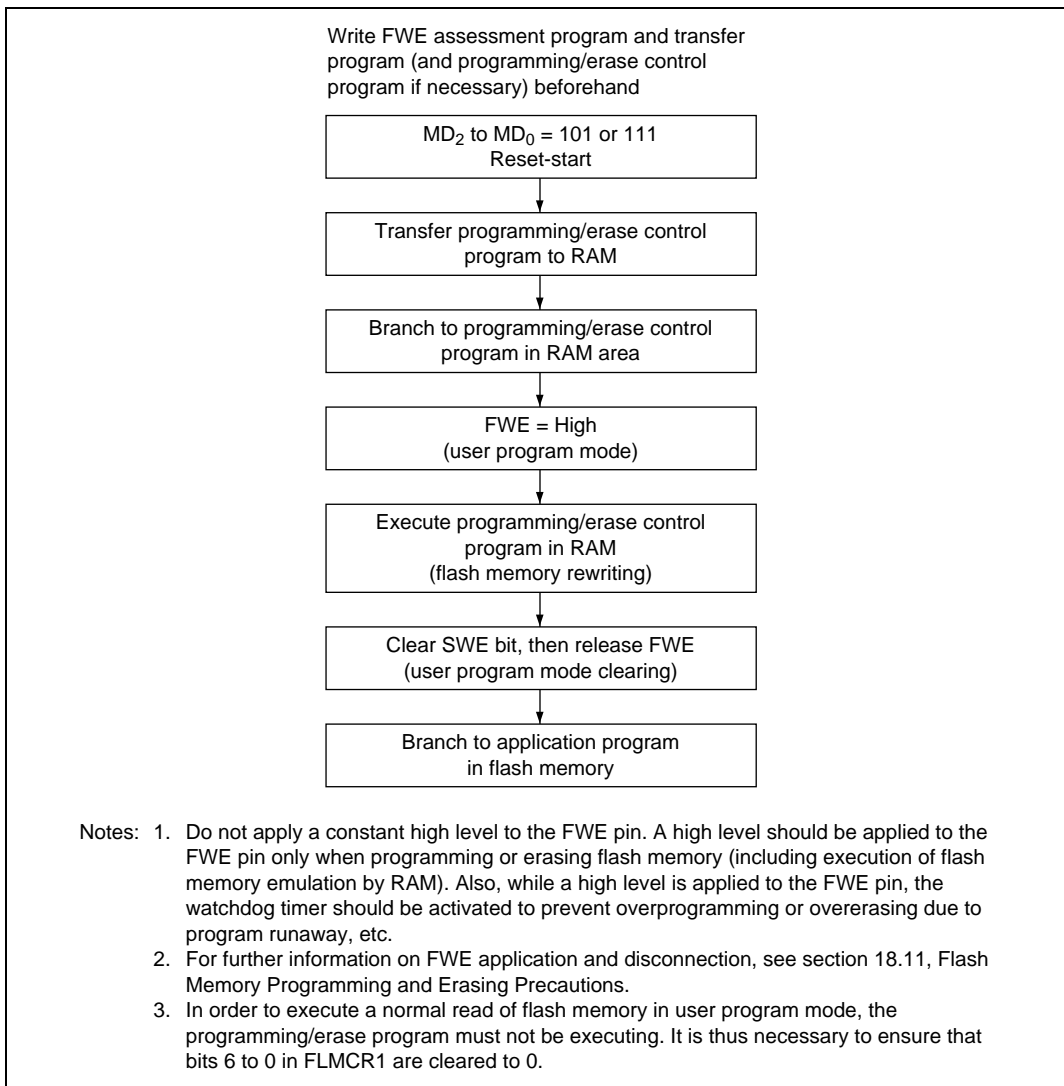 Write FWE assessment program and transfer
program (and programming/erase control
program if necessary) beforehand
MD2 to MD0 = 101 or 111
Reset-start
Transfer programming/erase control
program to RAM
Branch to programming/erase control
program in RAM area
FWE = High
(user program mode)
Execute programming/erase control
program in RAM
(flash memory rewriting)
Clear SWE bit, then release FWE
(user program mode clearing)
Branch to application program
in flash memory
Notes: 1. Do not apply a constant high level to the FWE pin. A high level should be applied to the
FWE pin only when programming or erasing flash memory (including execution of flash
memory emulation by RAM). Also, while a high level is applied to the FWE pin, the
watchdog timer should be activated to prevent overprogramming or overerasing due to
program runaway, etc.
2. For further information on FWE application and disconnection, see section 18.11, Flash
Memory Programming and Erasing Precautions.
3. In order to execute a normal read of flash memory in user program mode, the
programming/erase program must not be executing. It is thus necessary to ensure that
bits 6 to 0 in FLMCR1 are cleared to 0.